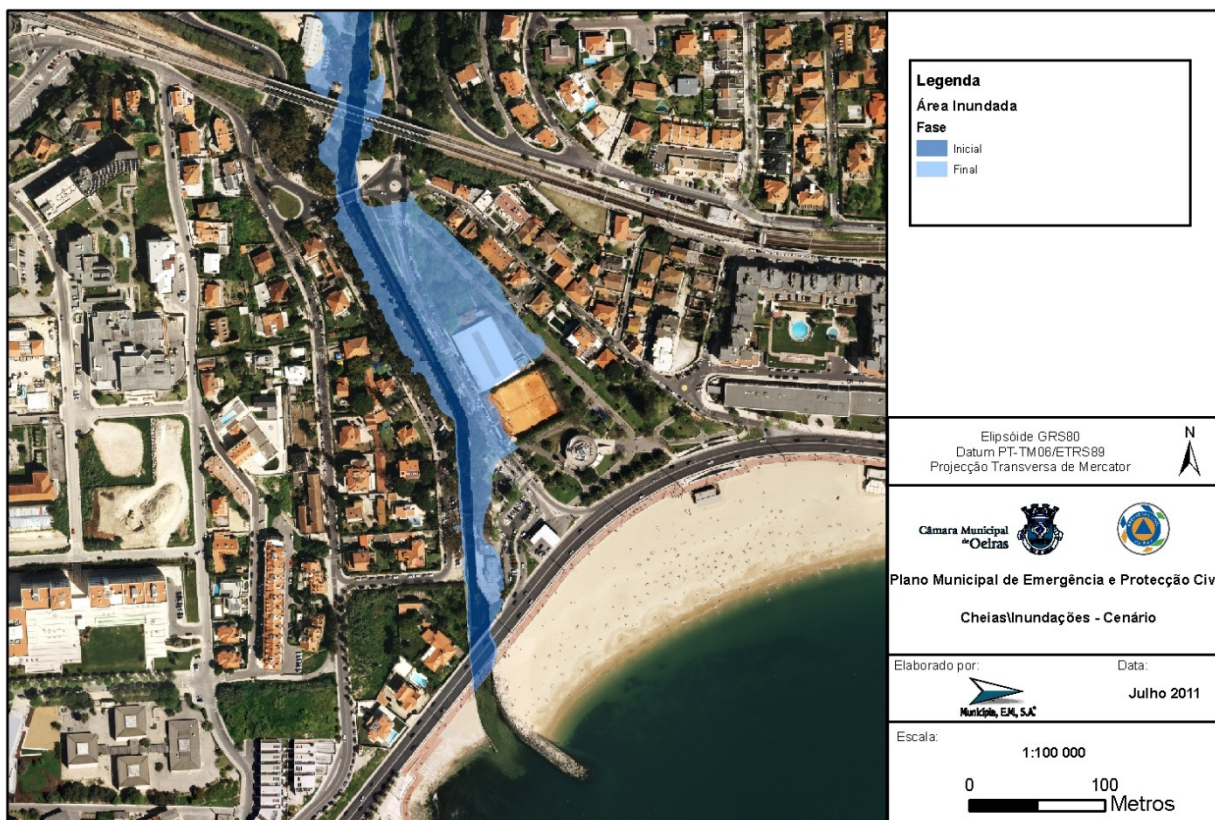 Legenda
Área Inundada
Fase
Inicial
Final
Elipsóide GRS80
Datum PT-TM06/ETRS89
Projecção Transversa de Mercator
N
Câmara Municipal
de Oeiras
Plano Municipal de Emergência e Protecção Civ
Cheias\Inundações - Cenário
Elaborado por:
Município, E.M., S.A.
Data:
Julho 2011
Escala:
1:100 000
0 100
Metros